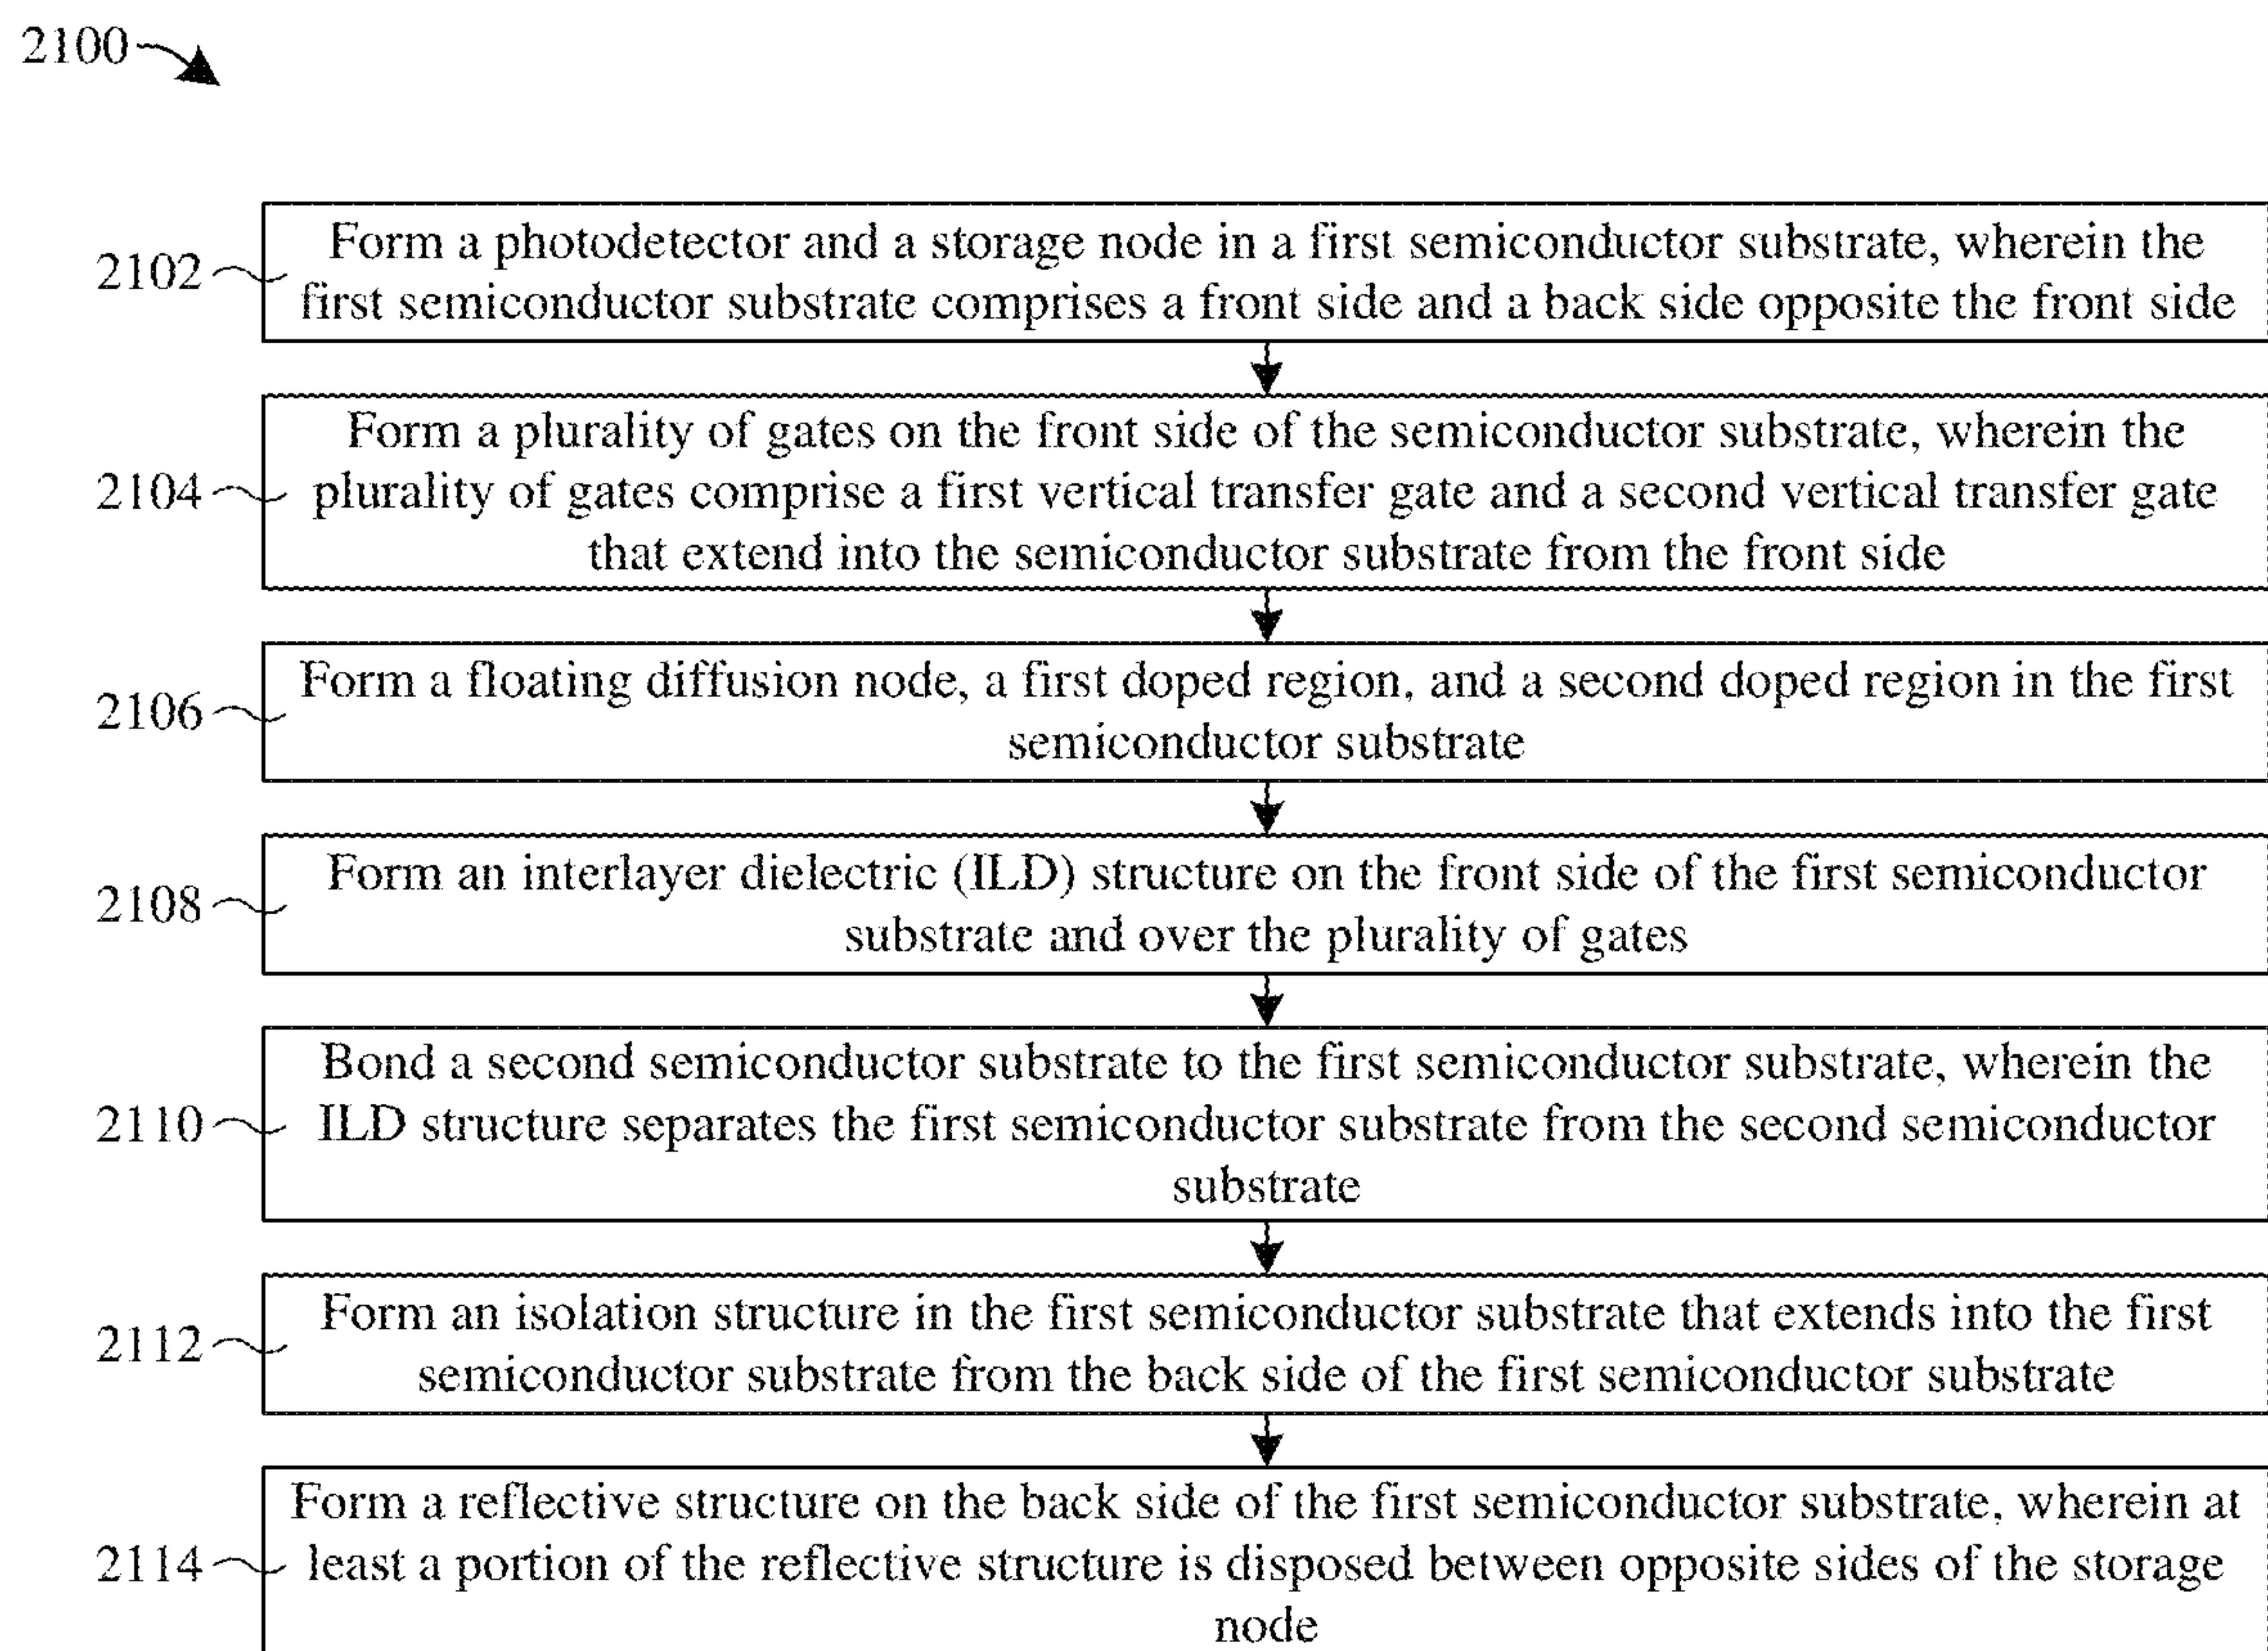 2100
2102
Form a photodetector and a storage node in a first semiconductor substrate, wherein the
first semiconductor substrate comprises a front side and a back side opposite the front side
2104
Form a plurality of gates on the front side of the semiconductor substrate, wherein the
plurality of gates comprise a first vertical transfer gate and a second vertical transfer gate
that extend into the semiconductor substrate from the front side
2106
Form a floating diffusion node, a first doped region, and a second doped region in the first
semiconductor substrate
2108
Form an interlayer dielectric (ILD) structure on the front side of the first semiconductor
substrate and over the plurality of gates
2110
Bond a second semiconductor substrate to the first semiconductor substrate, wherein the
ILD structure separates the first semiconductor substrate from the second semiconductor
substrate
2112
Form an isolation structure in the first semiconductor substrate that extends into the first
semiconductor substrate from the back side of the first semiconductor substrate
2114
Form a reflective structure on the back side of the first semiconductor substrate, wherein at
least a portion of the reflective structure is disposed between opposite sides of the storage
node